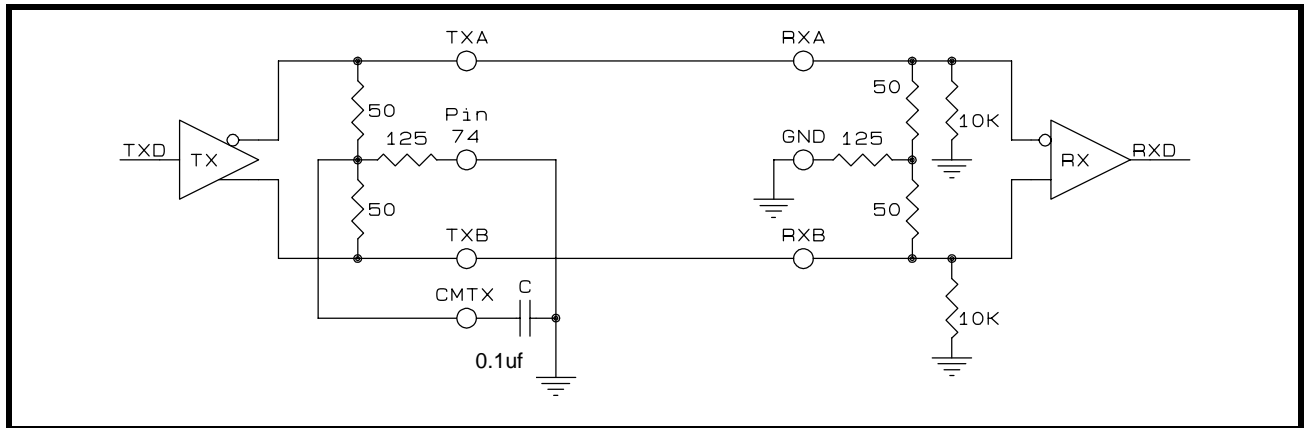 TXA
RXA
50
50
Pin
74
125
GND
125
10K
TXD
TX
RX
RXD
50
50
TXB
RXB
CMTX
C
10K
0.1uf